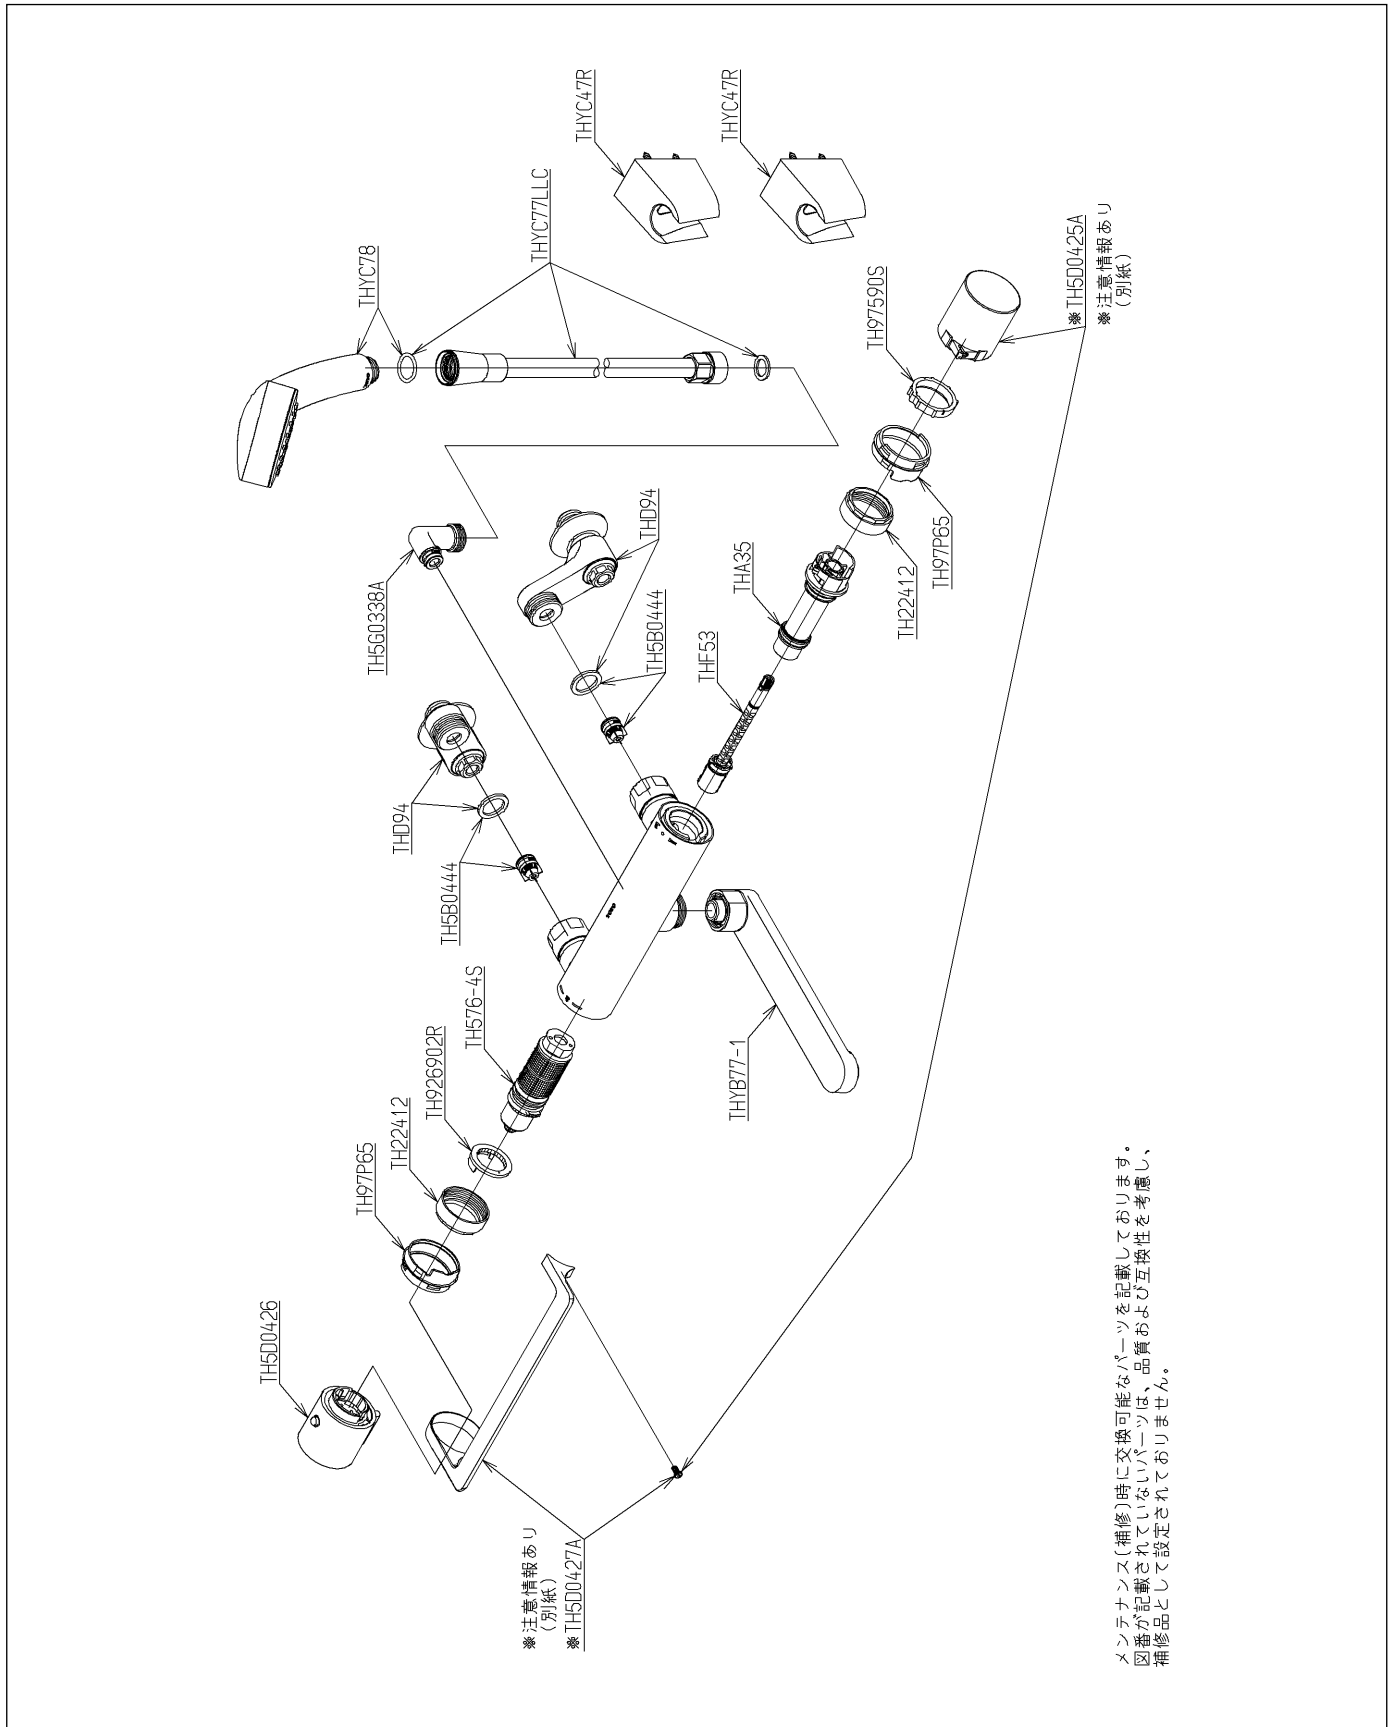 THYC47R
THYC47R
THYC77LLC
THYC78
※TH5D0425A
※注意情報あり
(別紙)
TH97590S
TH97P65
TH22412
THA35
THF53
THD94
TH5B0444
TH5G0338A
THD94
TH5B0444
TH576-4S
TH926902R
TH22412
TH97P65
THYB77-1
TH5D0426
※注意情報あり
(別紙)
※TH5D0427A
メンテナンス(補修)時に交換可能なパーツを記載しております。
図番が記載されていないパーツは、品質および互換性を考慮し、
補修品として設定されておりません。